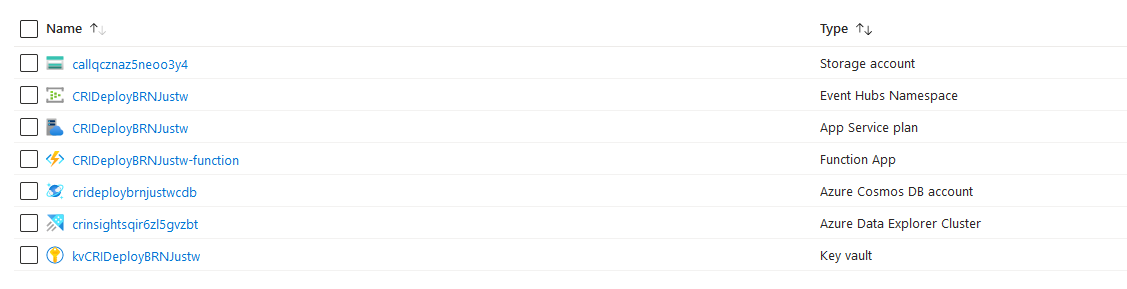 Name Type
callqcznaz5neoo3y4 Storage account
CRIDeployBRNJustw Event Hubs Namespace
CRIDeployBRNJustw App Service plan
CRIDeployBRNJustw-function Function App
crideploybrnjustwcdb Azure Cosmos DB account
crinsightsqir6zl5gvzbt Azure Data Explorer Cluster
kvCRIDeployBRNJustw Key vault